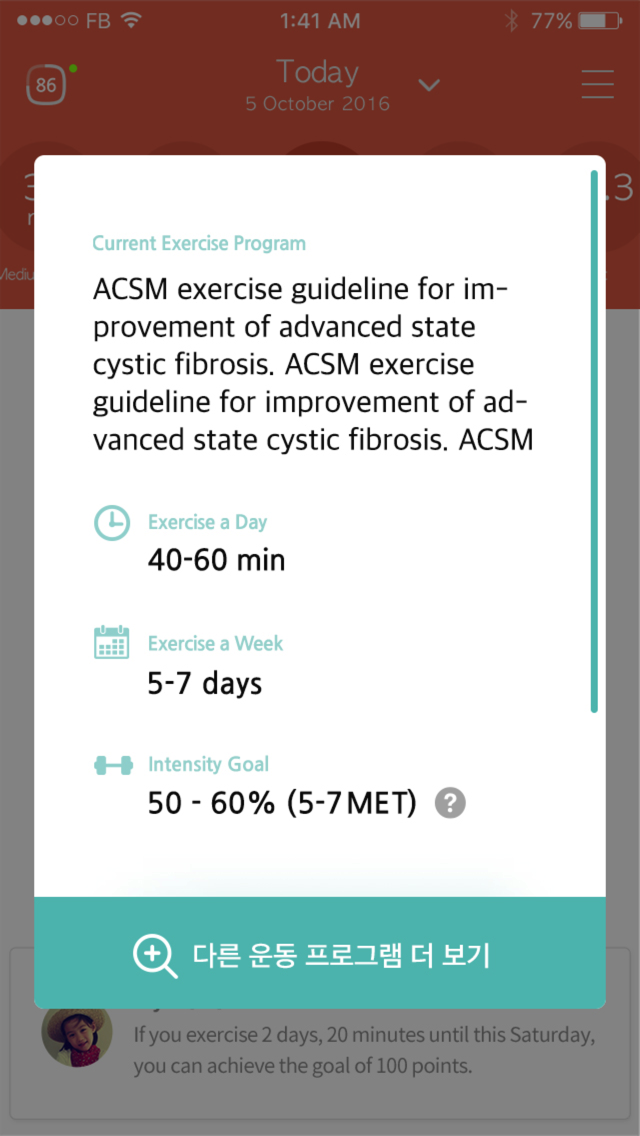 FB
1:41 AM
77%
86
Today
5 October 2016
.3
Mediu
Current Exercise Program
ACSM exercise guideline for im-
provement of advanced state
cystic fibrosis. ACSM exercise
guideline for improvement of ad-
vanced state cystic fibrosis. ACSM
Exercise a Day
40-60 min
Exercise a Week
5-7 days
Intensity Goal
50 - 60% (5-7MET) ?
다른 운동 프로그램 더 보기
If you exercise 2 days, 20 minutes until this Saturday,
you can achieve the goal of 100 points.